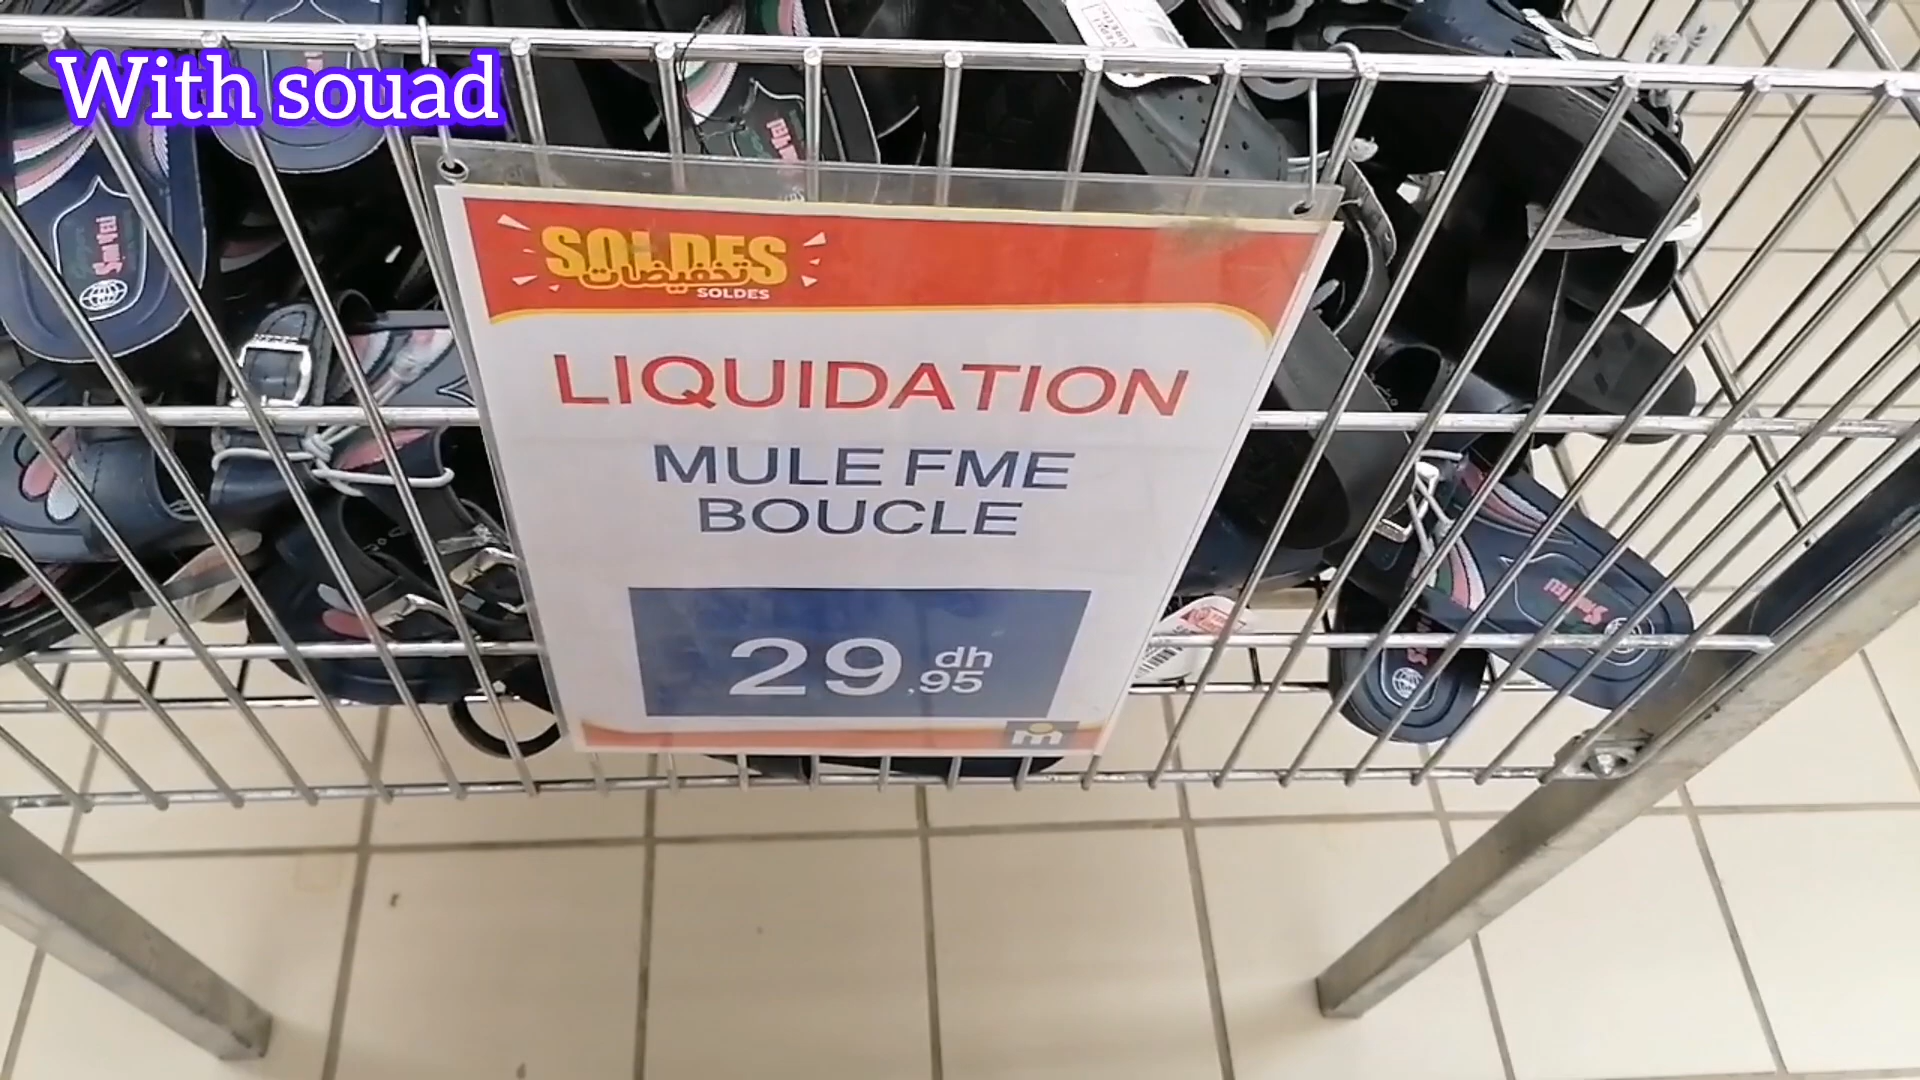 With souad
SOLDES
تخفيضات
SOLDES
LIQUIDATION
MULE FME
BOUCLE
29,95 dh
m